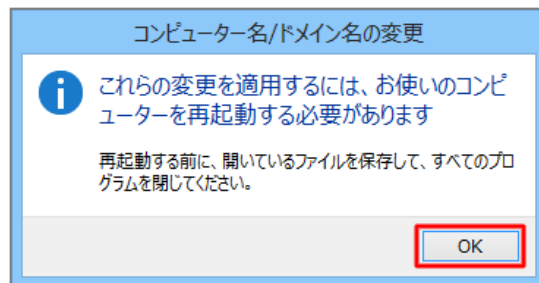 コンピューター名/ドメイン名の変更
これらの変更を適用するには、お使いのコンピ
ューターを再起動する必要があります
再起動する前に、開いているファイルを保存して、すべてのプロ
グラムを閉じてください。
OK